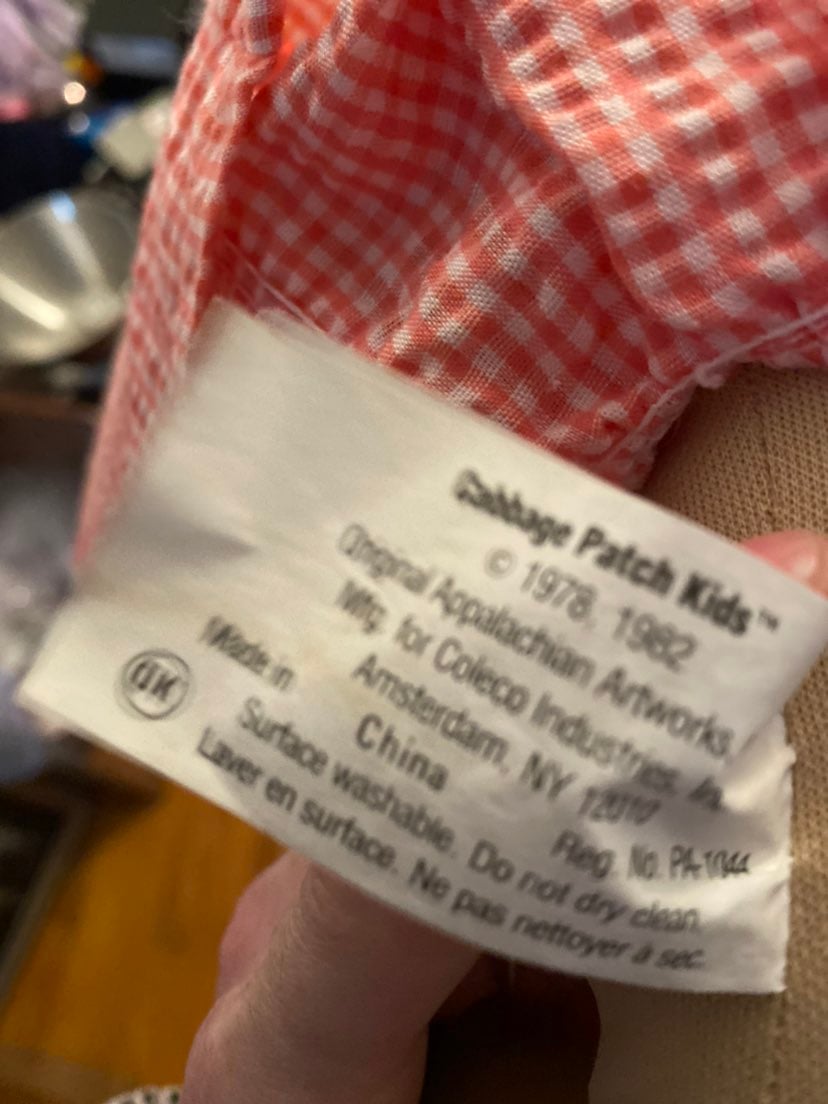 Cabbage Patch Kids™
© 1978, 1982
Original Appalachian Artworks,
Mfg. for Coleco Industries, Inc.
Amsterdam, NY 12010
Made in China
Reg. No. PA-1044
OK
Surface washable. Do not dry clean.
Laver en surface. Ne pas nettoyer à sec.